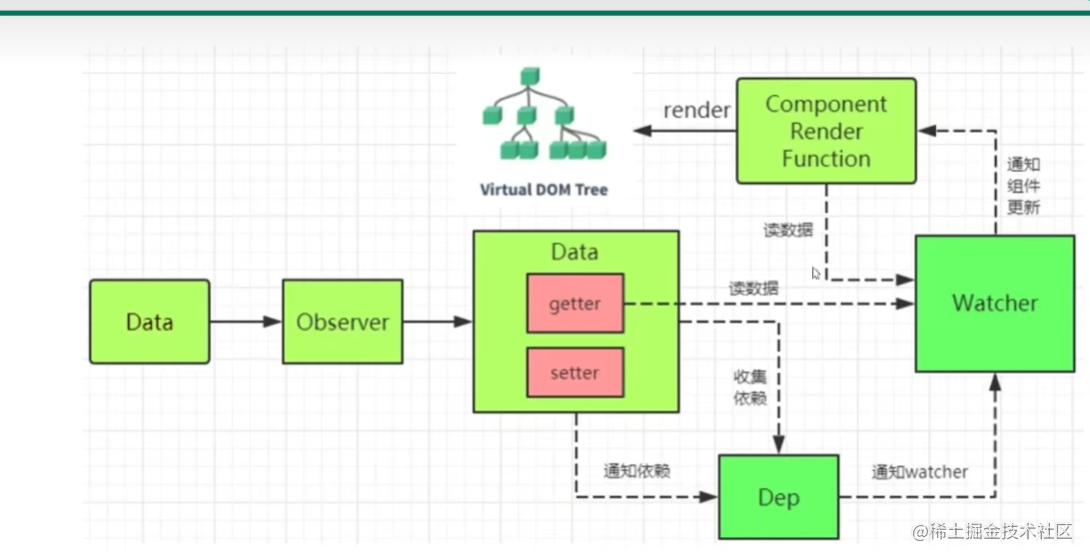 render
Component
Render
Function
通知
组件
更新
Virtual DOM Tree
读数据
Data
Observer
Data
getter
setter
读数据
Watcher
收集
依赖
通知依赖
Dep
通知watcher
@稀土掘金技术社区